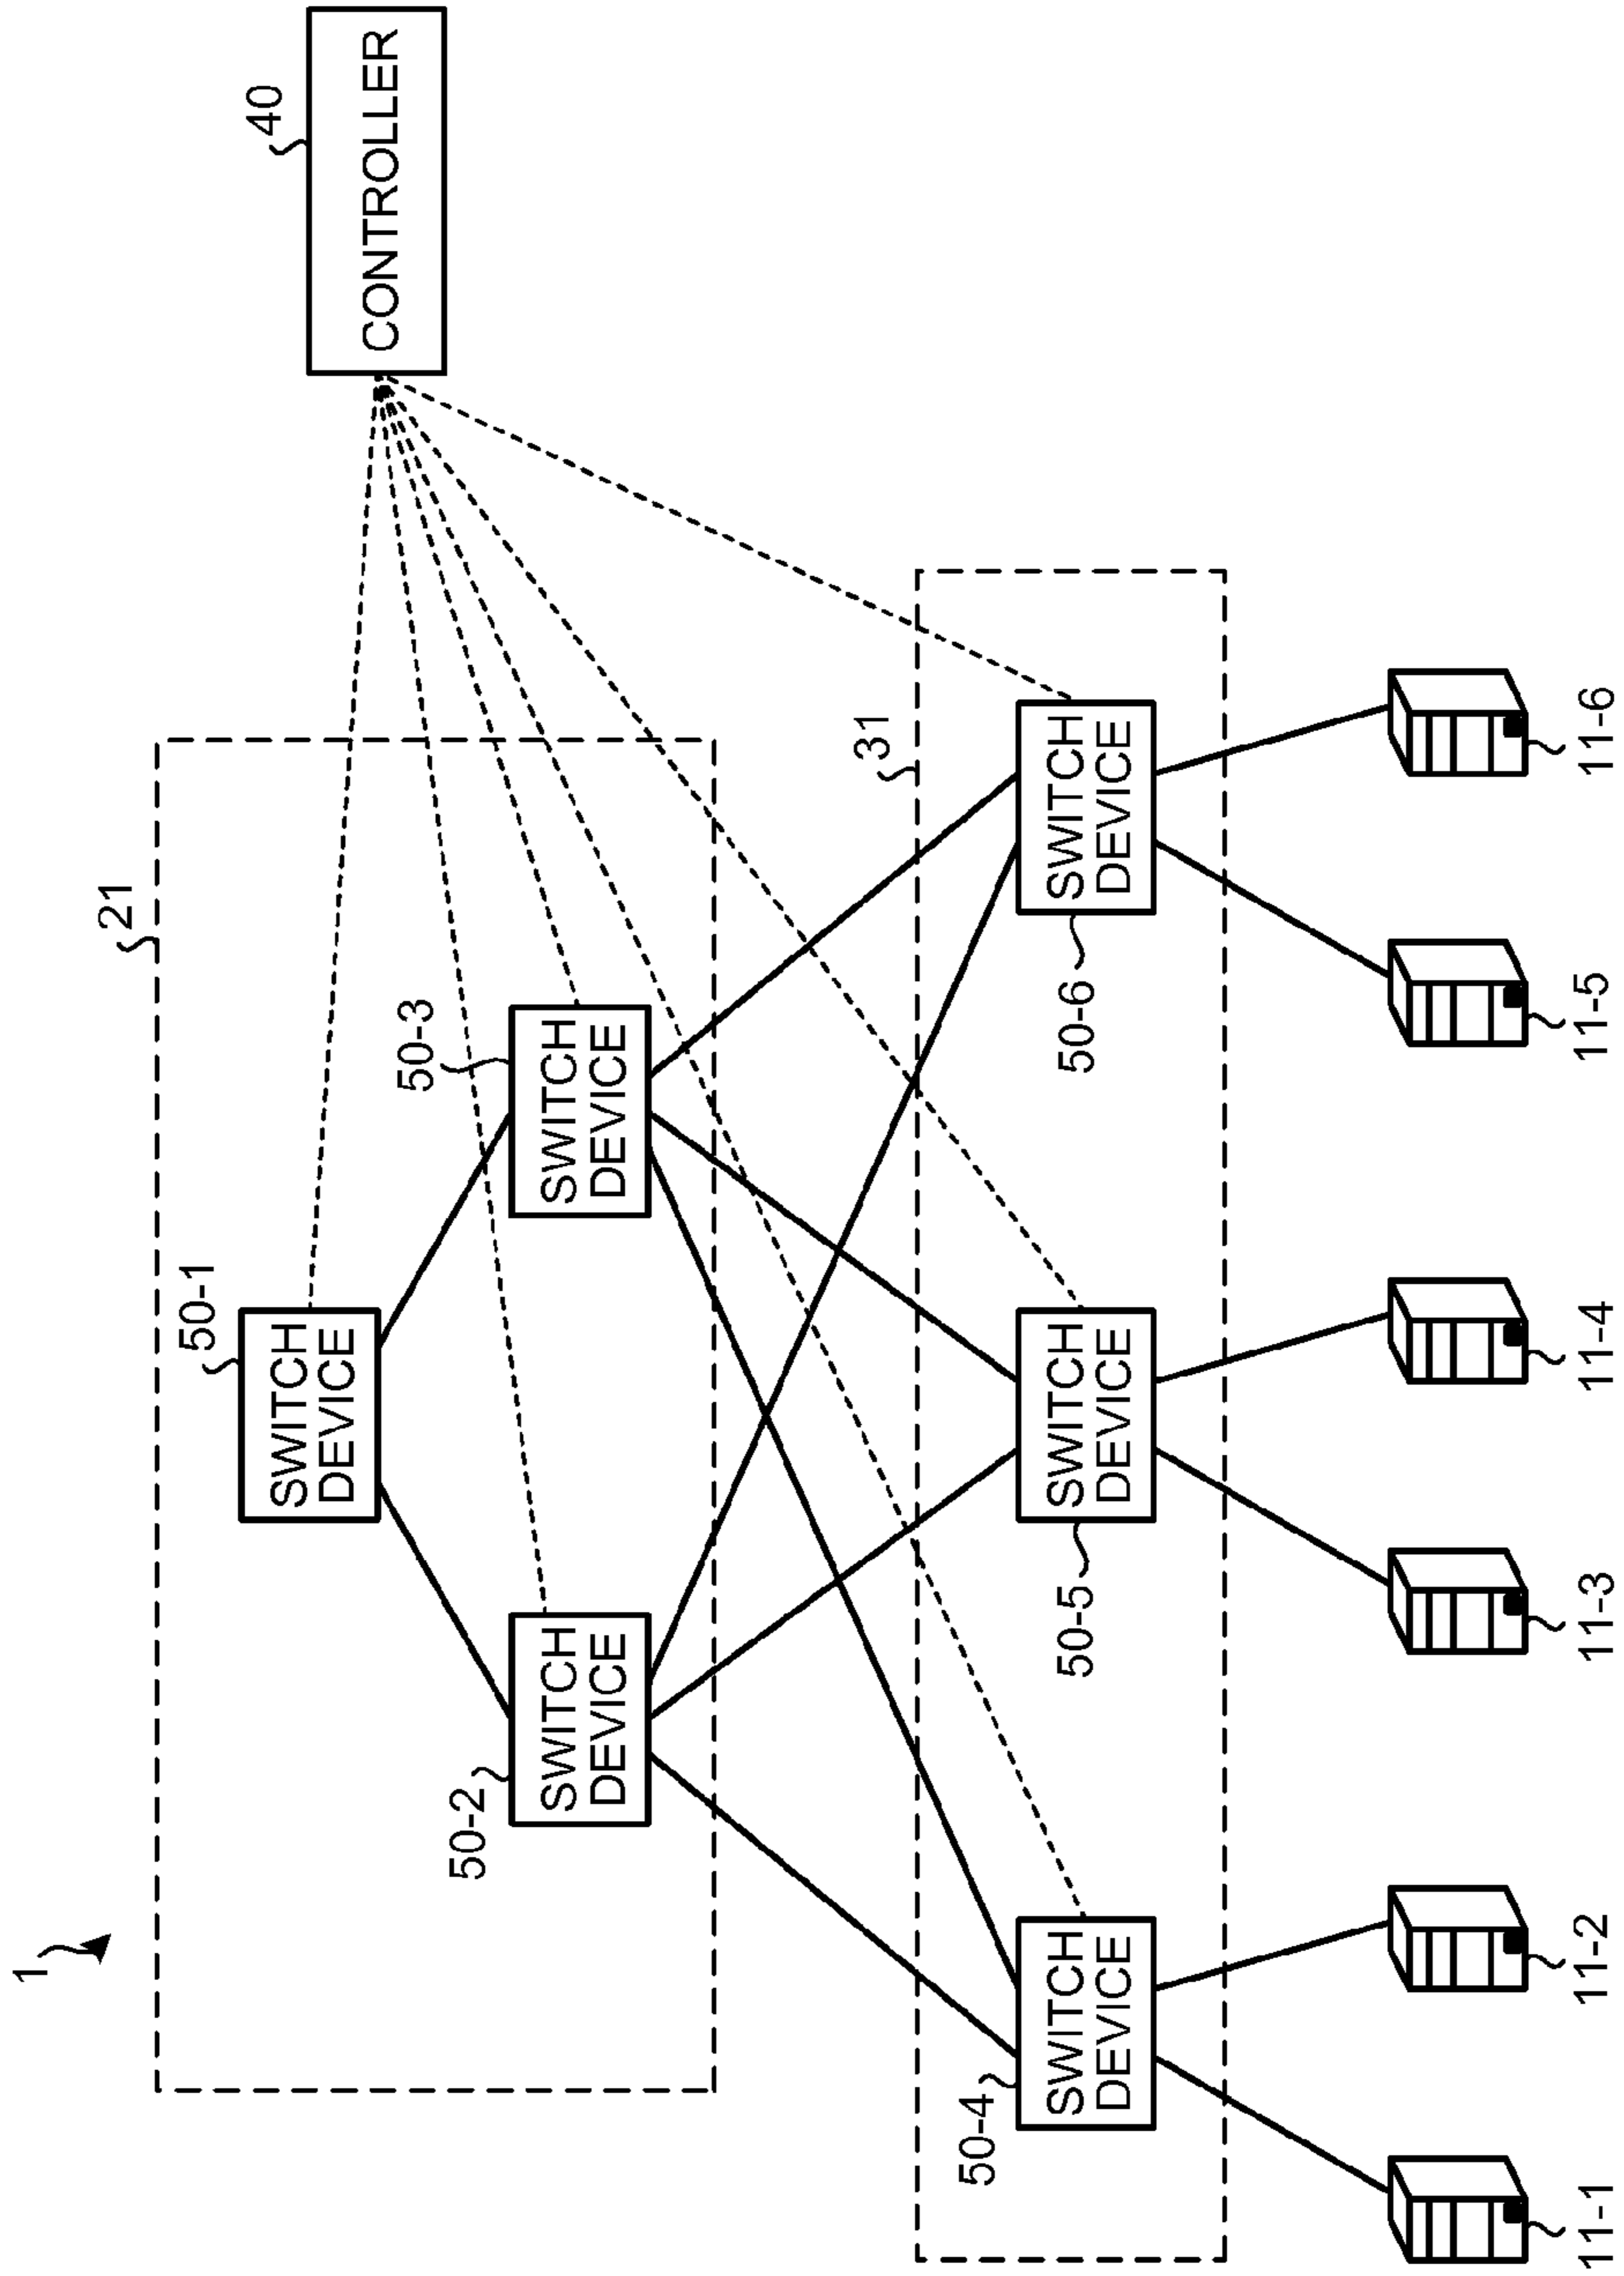 1
21
50-1
SWITCH
DEVICE
40
CONTROLLER
50-2
SWITCH
DEVICE
50-3
SWITCH
DEVICE
31
50-4
SWITCH
DEVICE
50-5
SWITCH
DEVICE
50-6
SWITCH
DEVICE
11-1
11-2
11-3
11-4
11-5
11-6